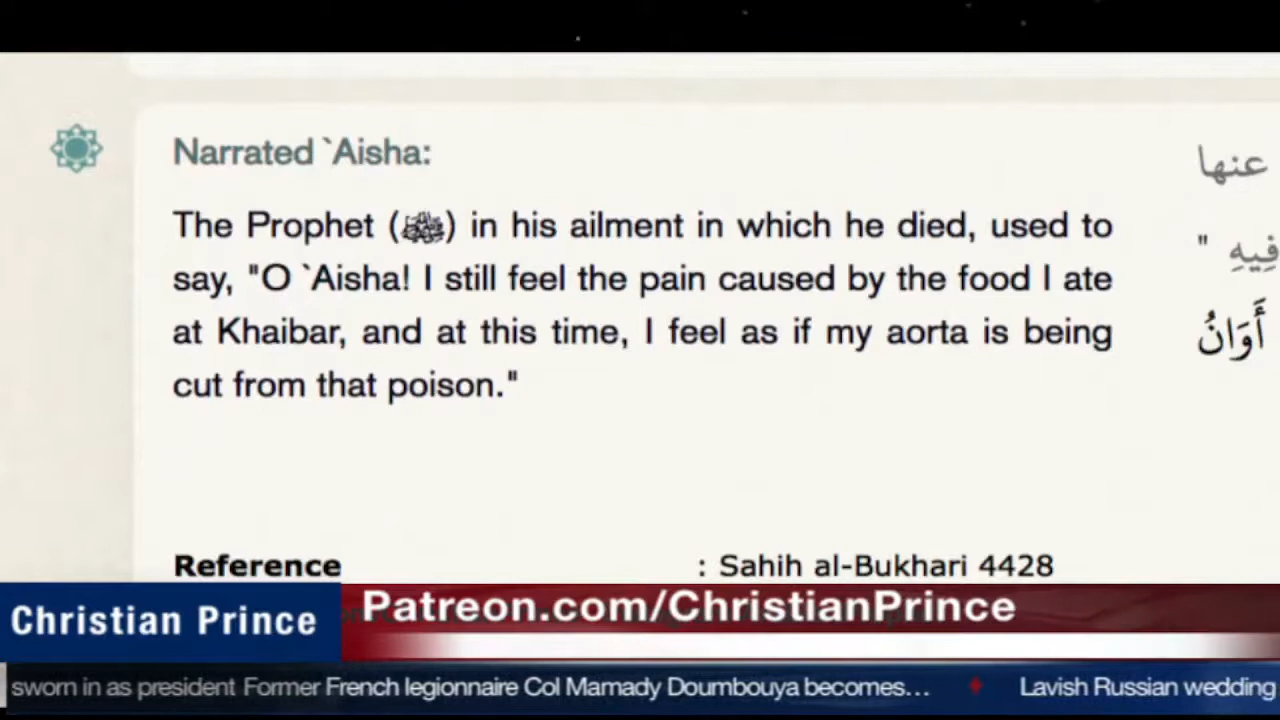 Narrated `Aisha:
عنها
The Prophet (ﷺ) in his ailment in which he died, used to
say, "O `Aisha! I still feel the pain caused by the food I ate
فِيهِ "
at Khaibar, and at this time, I feel as if my aorta is being
أَوَانُ
cut from that poison."
Reference : Sahih al-Bukhari 4428
Christian Prince
Patreon.com/ChristianPrince
sworn in as president Former French legionnaire Col Mamady Doumbouya becomes... ♦ Lavish Russian wedding